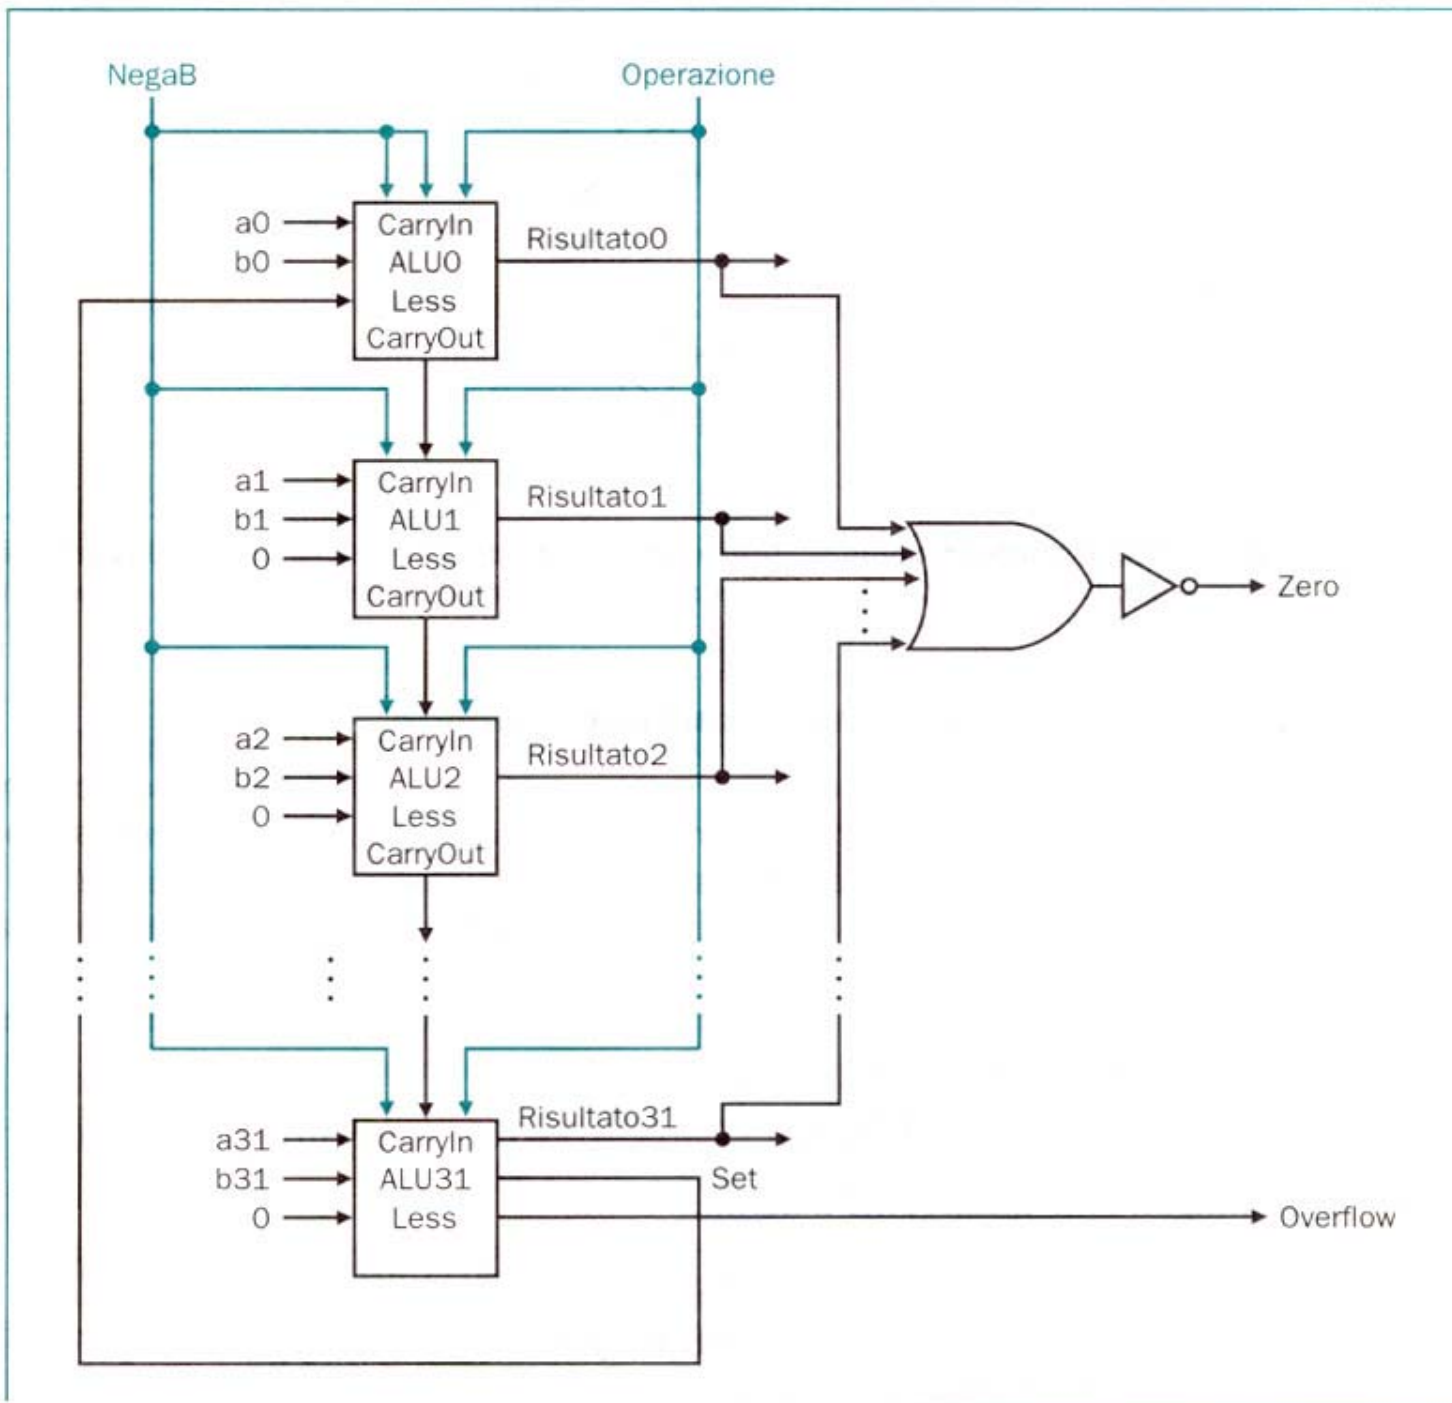 NegaB
Operazione
a0
b0
CarryIn
ALU0
Less
CarryOut
Risultato0
a1
b1
0
CarryIn
ALU1
Less
CarryOut
Risultato1
Zero
a2
b2
0
CarryIn
ALU2
Less
CarryOut
Risultato2
a31
b31
0
CarryIn
ALU31
Less
Risultato31
Set
Overflow